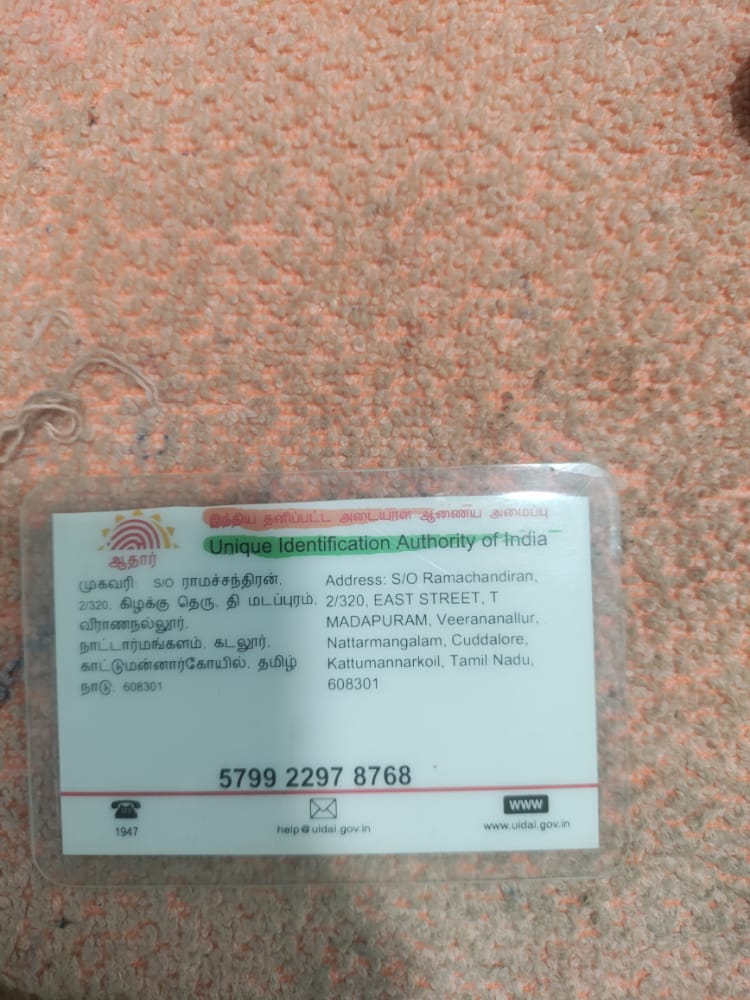 இந்திய தனிப்பட்ட அடையாள ஆணைய அமைப்பு
Unique Identification Authority of India
ஆதார்
முகவரி: S/O ராமச்சந்திரன்,
2/320, கிழக்கு தெரு, தி மடப்புரம்,
வீராணநல்லூர்,
நாட்டார்மங்களம், கடலூர்,
காட்டுமன்னார்கோயில், தமிழ்
நாடு, 608301
Address: S/O Ramachandiran,
2/320, EAST STREET, T
MADAPURAM, Veerananallur,
Nattarmangalam, Cuddalore,
Kattumannarkoil, Tamil Nadu,
608301
5799 2297 8768
1947
help@uidai.gov.in
WWW
www.uidai.gov.in